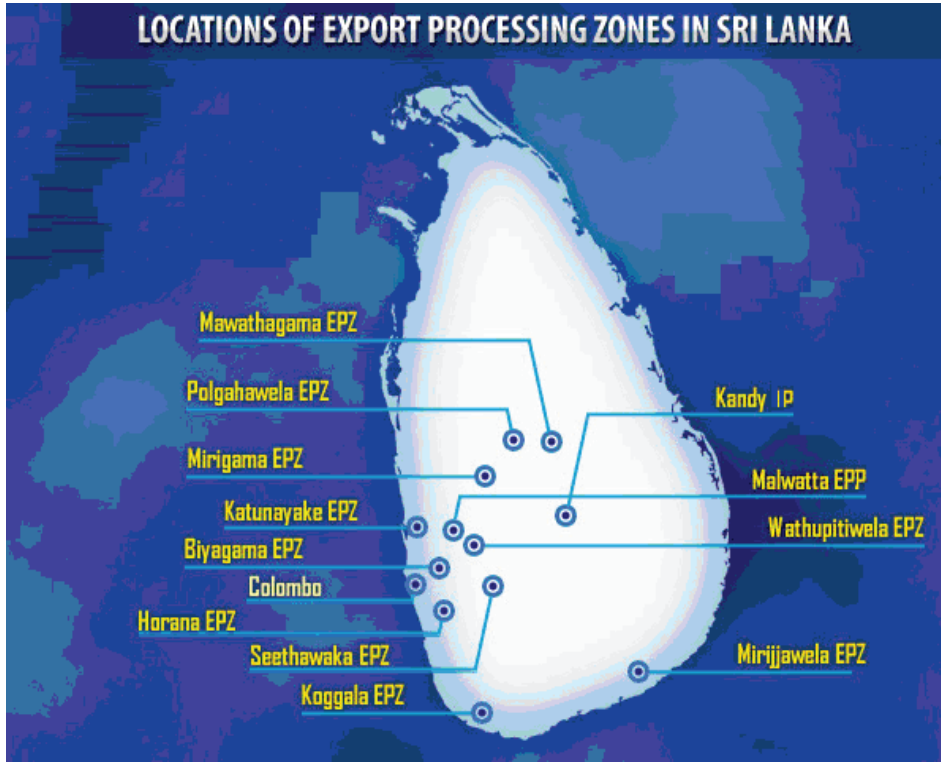 LOCATIONS OF EXPORT PROCESSING ZONES IN SRI LANKA
Mawathagama EPZ
Polgahawela EPZ
Kandy IP
Mirigama EPZ
Malwatta EPP
Katunayake EPZ
Wathupitiwela EPZ
Biyagama EPZ
Colombo
Horana EPZ
Seethawaka EPZ
Mirijjawela EPZ
Koggala EPZ